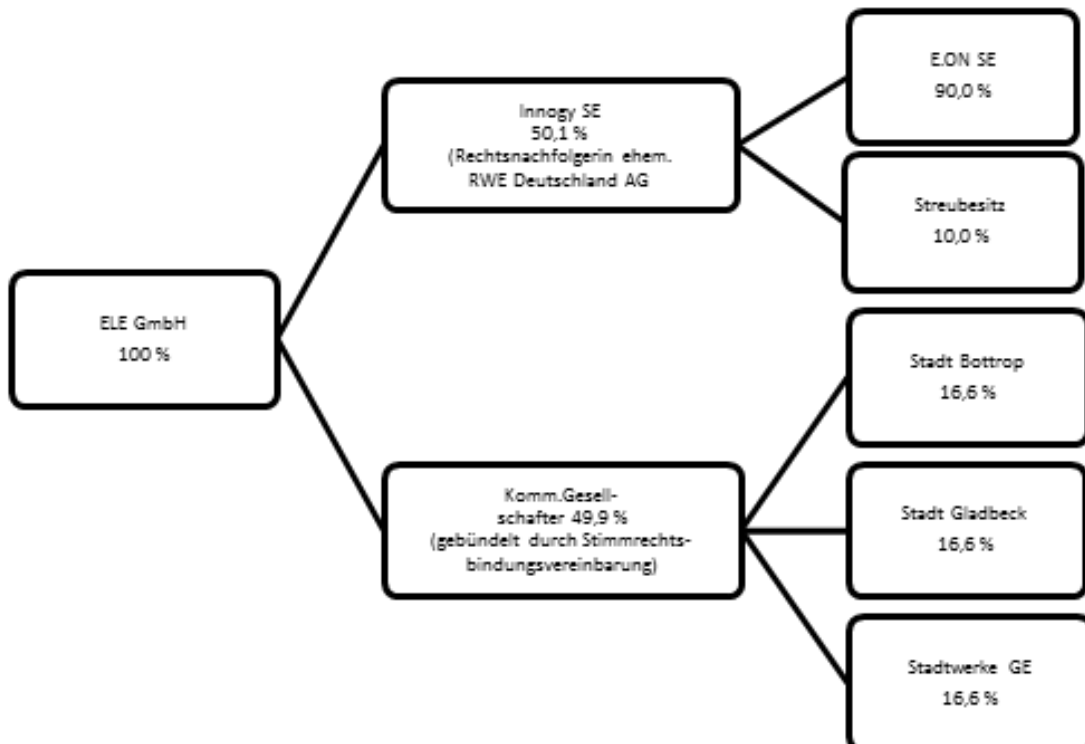 E.ON SE
90,0 %
Innogy SE
50,1 %
(Rechtsnachfolgerin ehem.
RWE Deutschland AG
Streubesitz
10,0 %
ELE GmbH
100 %
Stadt Bottrop
16,6 %
Komm.Gesell-
schafter 49,9 %
(gebündelt durch Stimmrechts-
bindungsvereinbarung)
Stadt Gladbeck
16,6 %
Stadtwerke GE
16,6 %